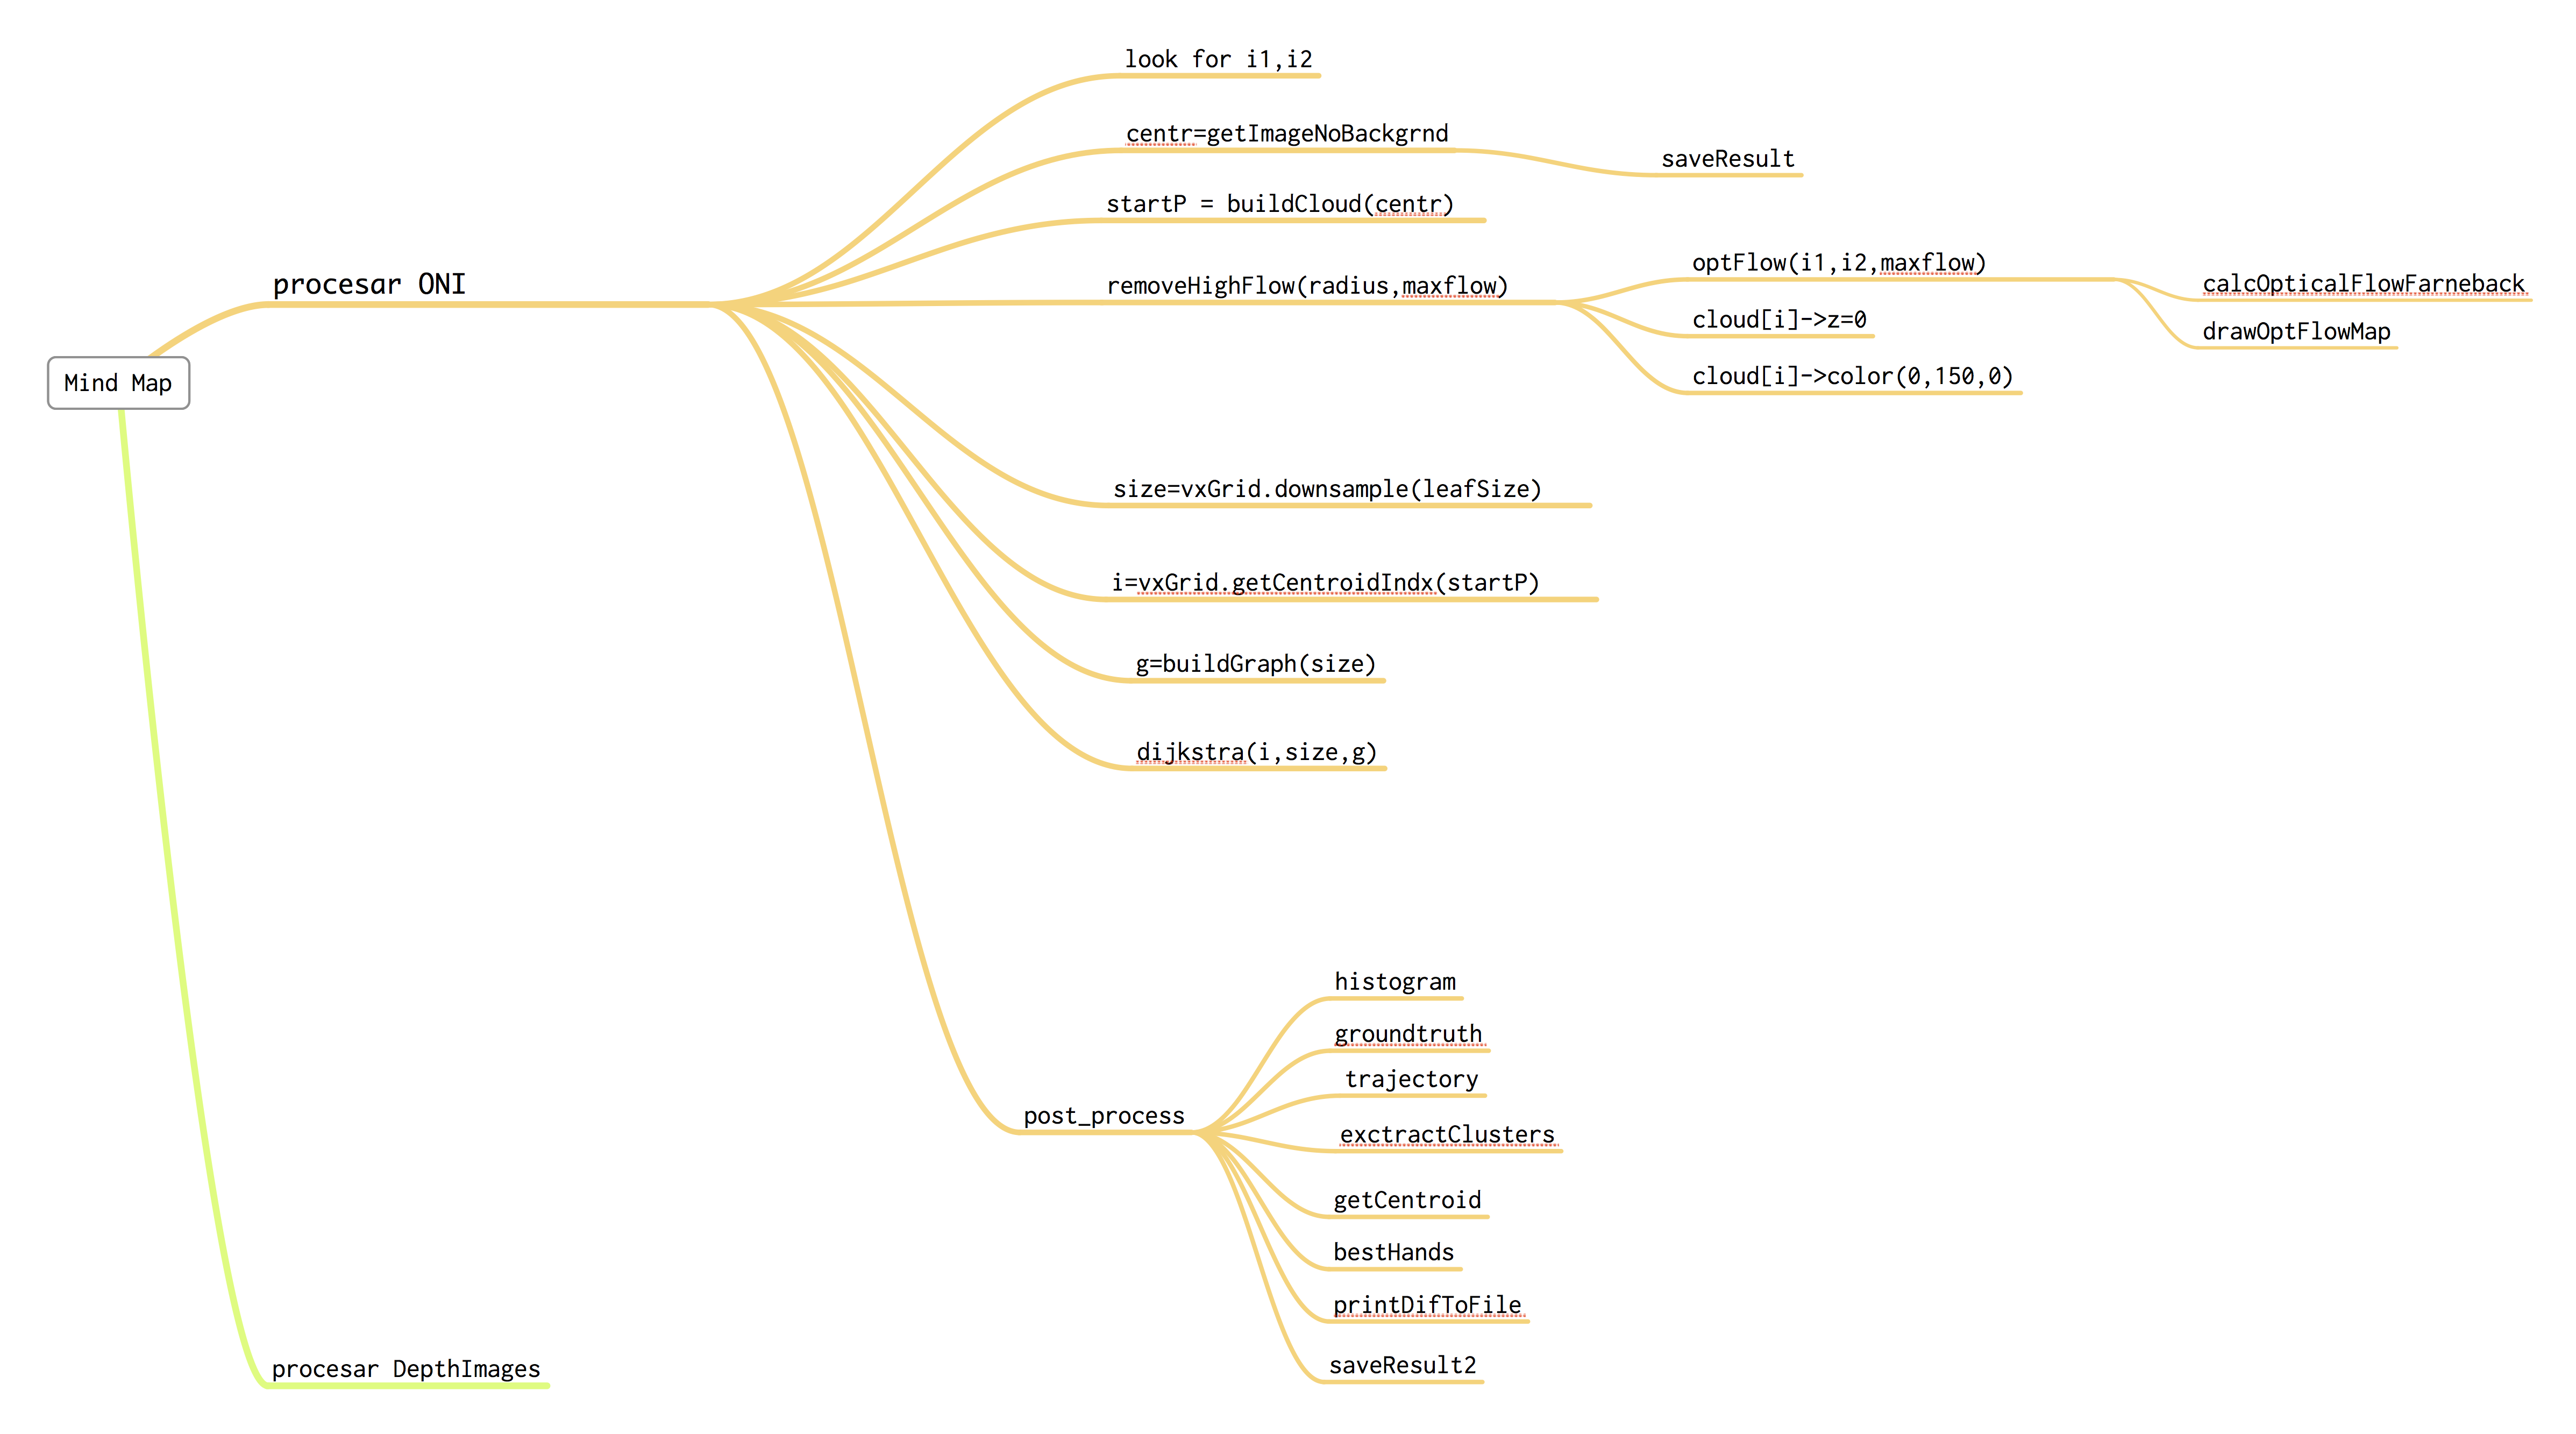 Mind Map
procesar ONI
look for i1,i2
centr=getImageNoBackgrnd
saveResult
startP = buildCloud(centr)
removeHighFlow(radius,maxflow)
optFlow(i1,i2,maxflow)
calcOpticalFlowFarneback
drawOptFlowMap
cloud[i]->z=0
cloud[i]->color(0,150,0)
size=vxGrid.downsample(leafSize)
i=vxGrid.getCentroidIndx(startP)
g=buildGraph(size)
dijkstra(i,size,g)
post_process
histogram
groundtruth
trajectory
exctractClusters
getCentroid
bestHands
printDifToFile
saveResult2
procesar DepthImages